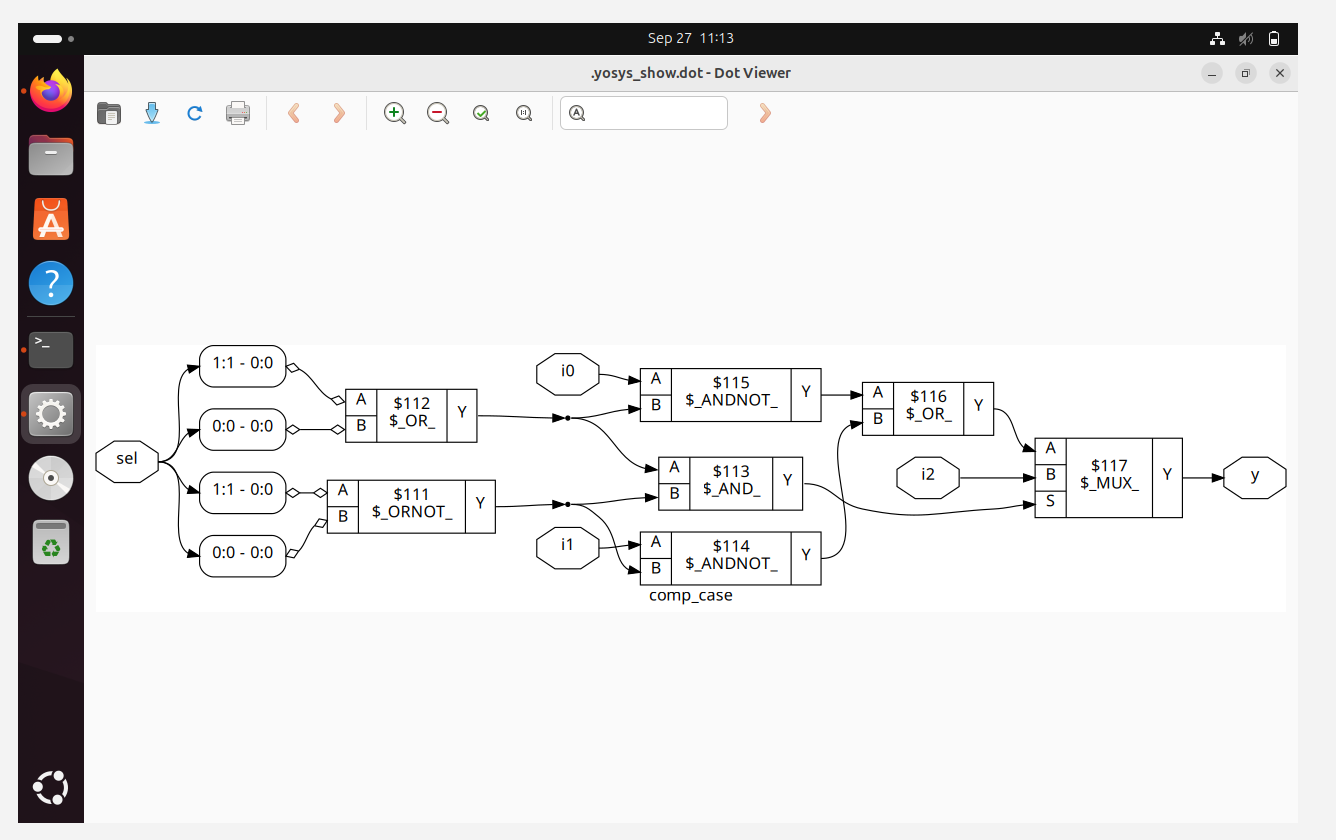 Sep 27 11:13
.yosys_show.dot - Dot Viewer
sel
1:1 - 0:0
0:0 - 0:0
1:1 - 0:0
0:0 - 0:0
A
B
$112
$_OR_
Y
A
B
$111
$_ORNOT_
Y
i0
i1
A
B
$115
$_ANDNOT_
Y
A
B
$113
$_AND_
Y
A
B
$114
$_ANDNOT_
Y
A
B
$116
$_OR_
Y
i2
A
B
S
$117
$_MUX_
Y
y
comp_case